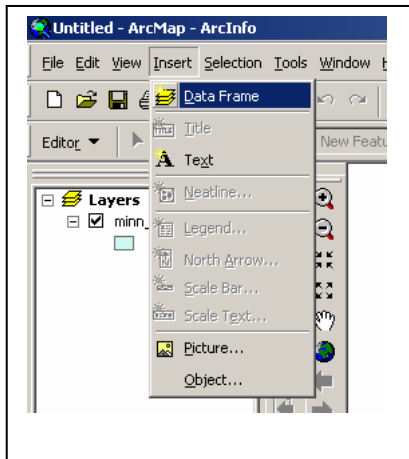 Untitled - ArcMap - ArcInfo
File Edit View Insert Selection Tools Window
Data Frame
Title
Editor New Featu
Text
Layers
Neatline...
minn_
Legend...
North Arrow...
Scale Bar...
Scale Text...
Picture...
Object...